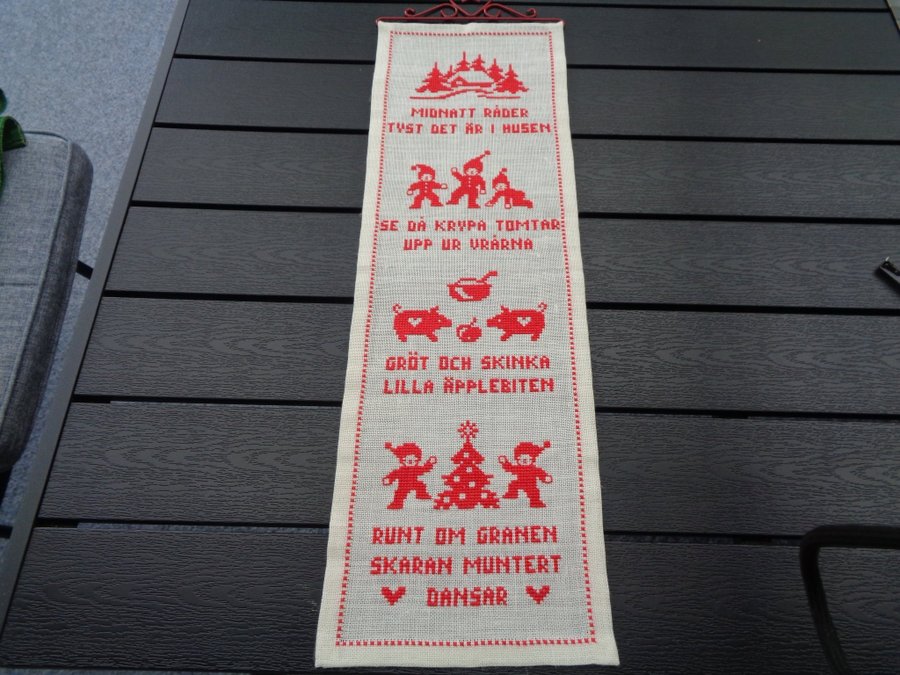 MIDNATT RÅDER
TYST DET ÄR I HUSEN
SE DÅ KRYPA TOMTAR
UPP UR VRÅRNA
GRÖT OCH SKINKA
LILLA ÄPPLEBITEN
RUNT OM GRANEN
SKARAN MUNTERT
DANSAR